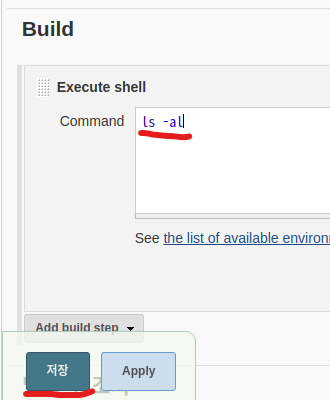 Build
Execute shell
Command
ls -al
See the list of available environ
Add build step
저장
Apply